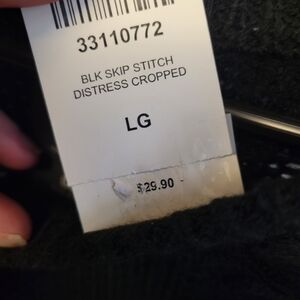 33110772
BLK SKIP STITCH
DISTRESS CROPPED
LG
$29.90